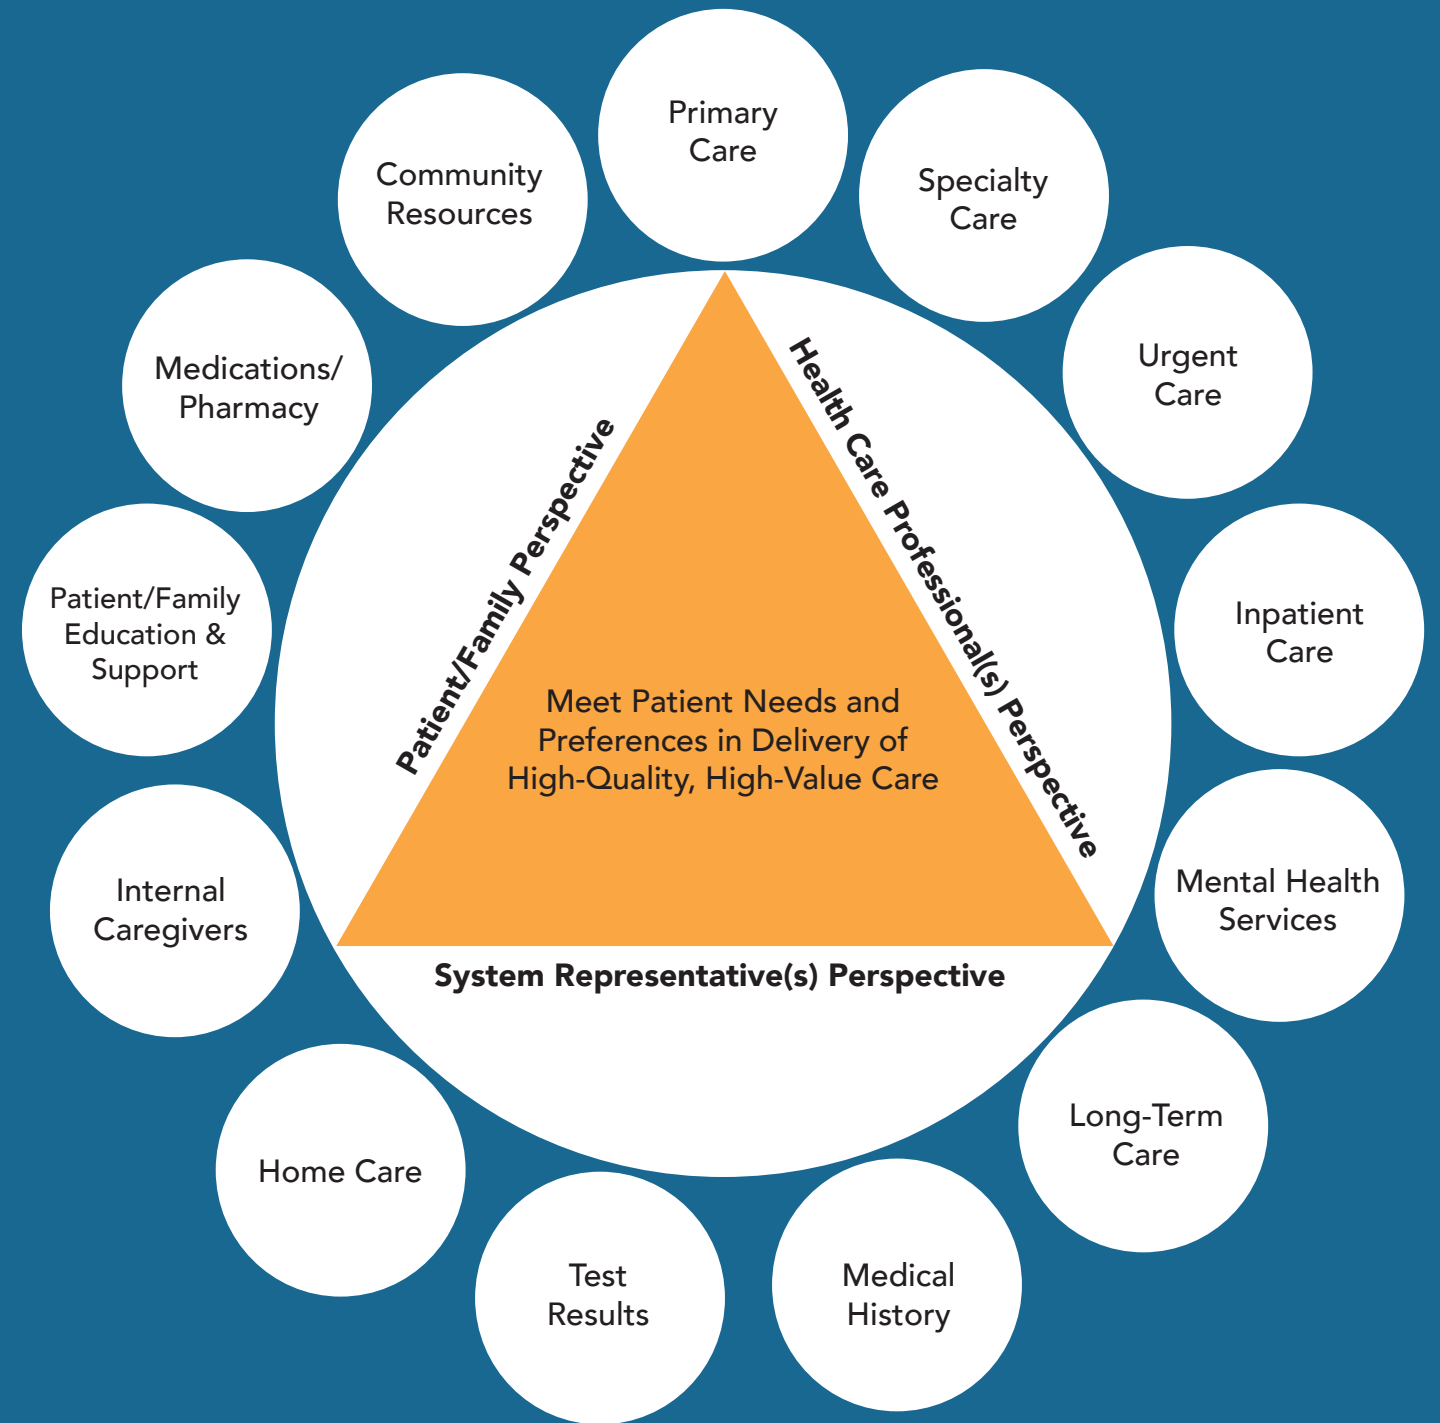 Primary
Care
Specialty
Care
Urgent
Care
Inpatient
Care
Mental Health
Services
Long-Term
Care
Medical
History
Test
Results
Home Care
Internal
Caregivers
Patient/Family
Education &
Support
Medications/
Pharmacy
Community
Resources
Patient/Family Perspective
Health Care Professional(s) Perspective
Meet Patient Needs and
Preferences in Delivery of
High-Quality, High-Value Care
System Representative(s) Perspective